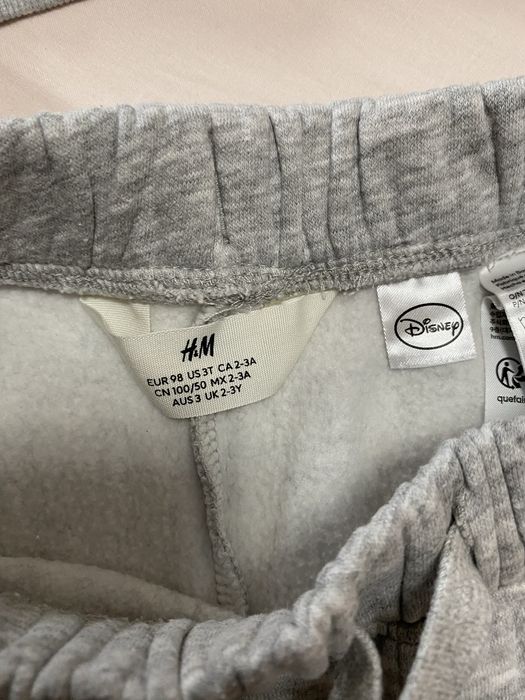 H&M
EUR 98 US 3T CA 2-3A
CN 100/50 MX 2-3A
AUS 3 UK 2-3Y
Disney